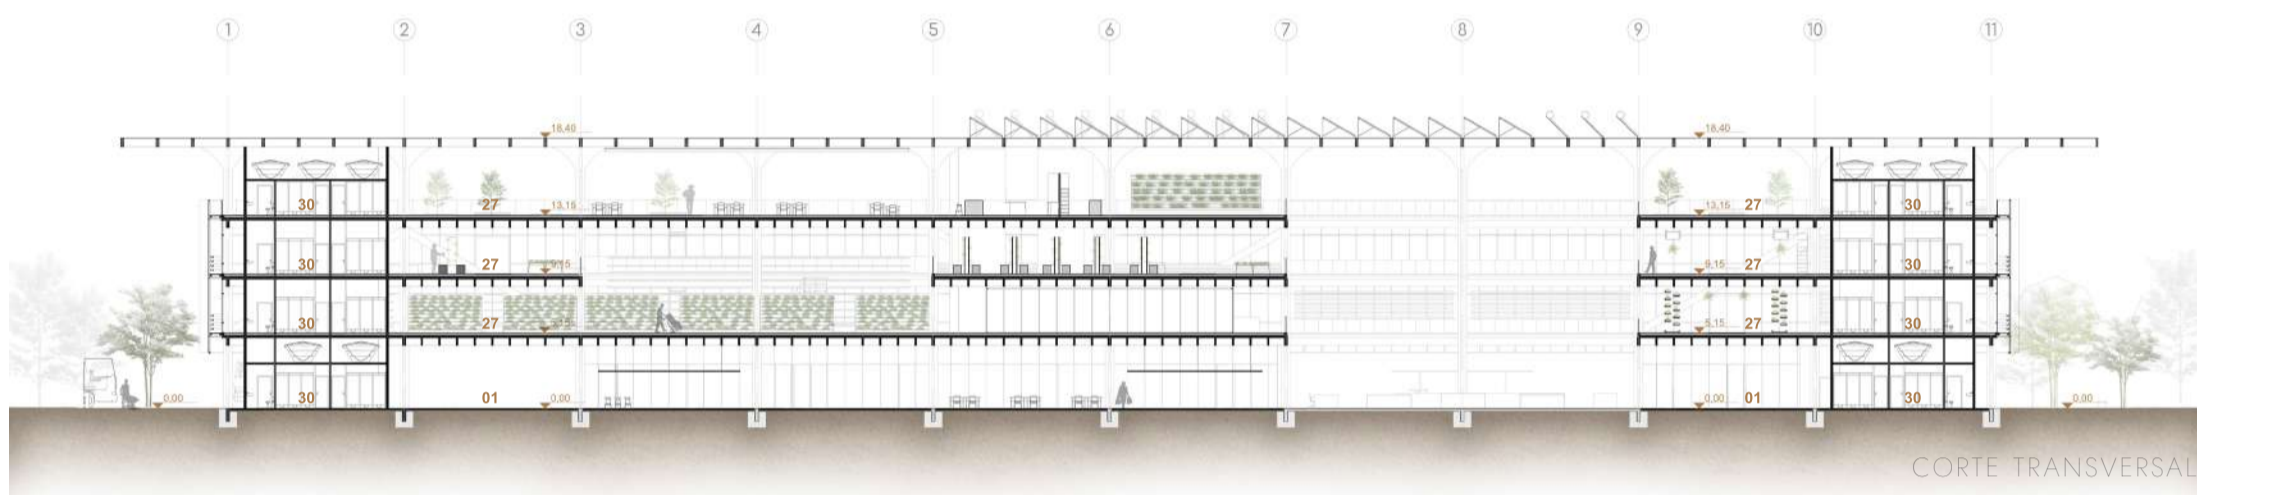 1 2 3 4 5 6 7 8 9 10 11
18,40 18,40
30 27 13,15 13,15 27 30
30 27 9,15 9,15 27 30
30 27 5,15 27 30
0,00 30 01 0,00 0,00 01 30 0,00
CORTE TRANSVERSAL